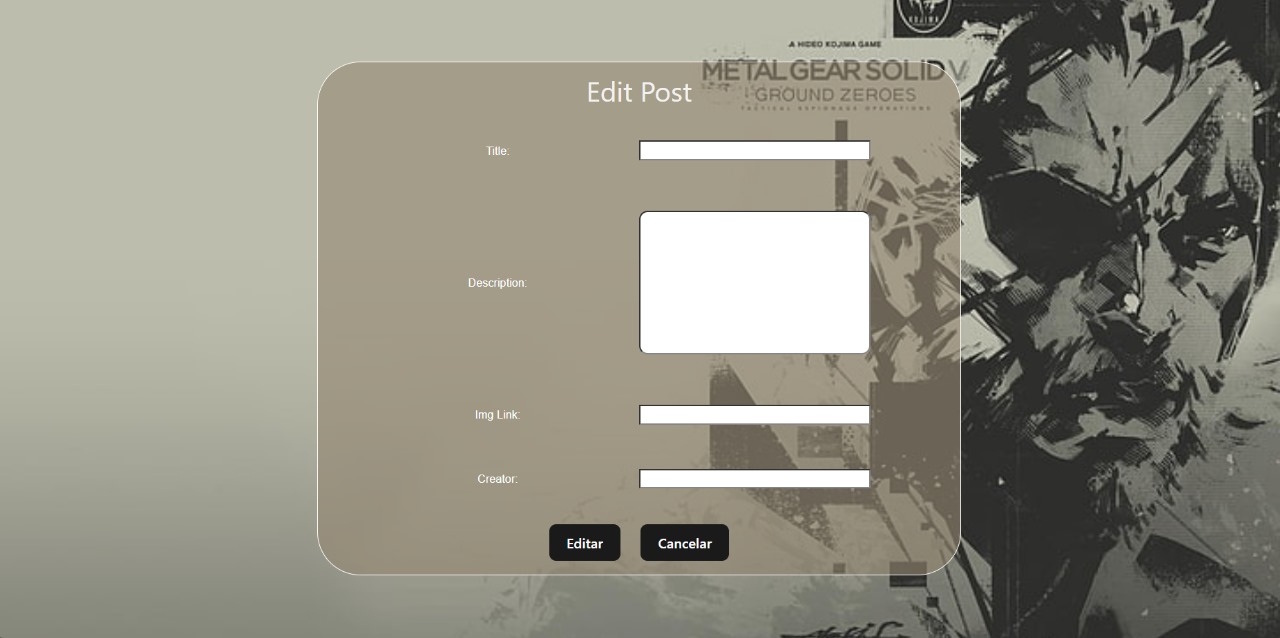 KOJIMA
A HIDEO KOJIMA GAME
METAL GEAR SOLID V
GROUND ZEROES
TACTICAL ESPIONAGE OPERATIONS
Edit Post
Title:
Description:
Img Link:
Creator:
Editar Cancelar